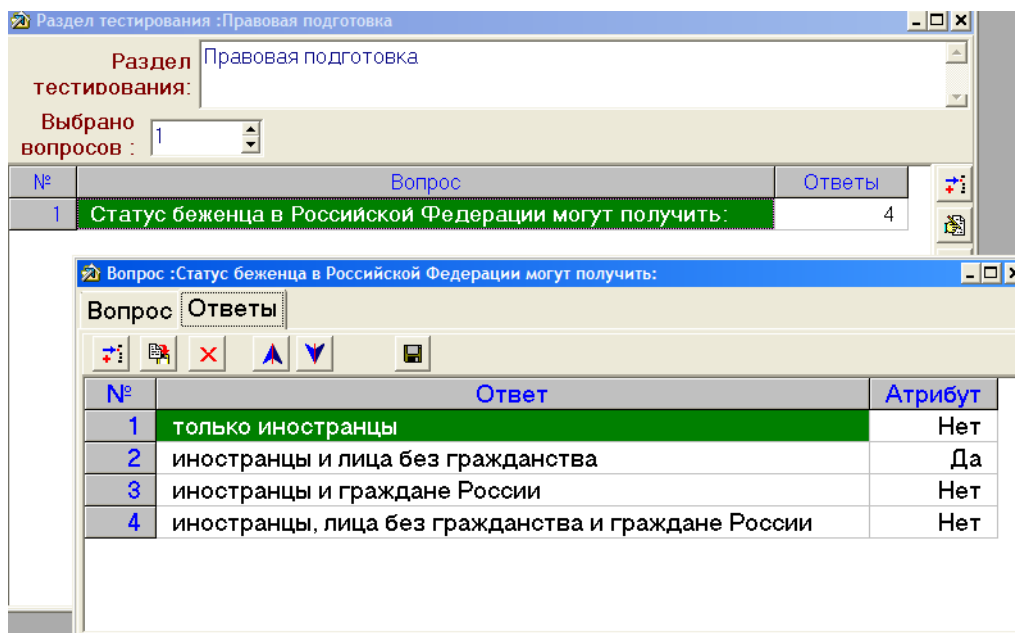 Раздел тестирования :Правовая подготовка
Раздел тестирования: Правовая подготовка
Выбрано вопросов : 1
№ Вопрос Ответы
1 Статус беженца в Российской Федерации могут получить: 4
Вопрос :Статус беженца в Российской Федерации могут получить:
Вопрос Ответы
№ Ответ Атрибут
1 только иностранцы Нет
2 иностранцы и лица без гражданства Да
3 иностранцы и граждане России Нет
4 иностранцы, лица без гражданства и граждане России Нет